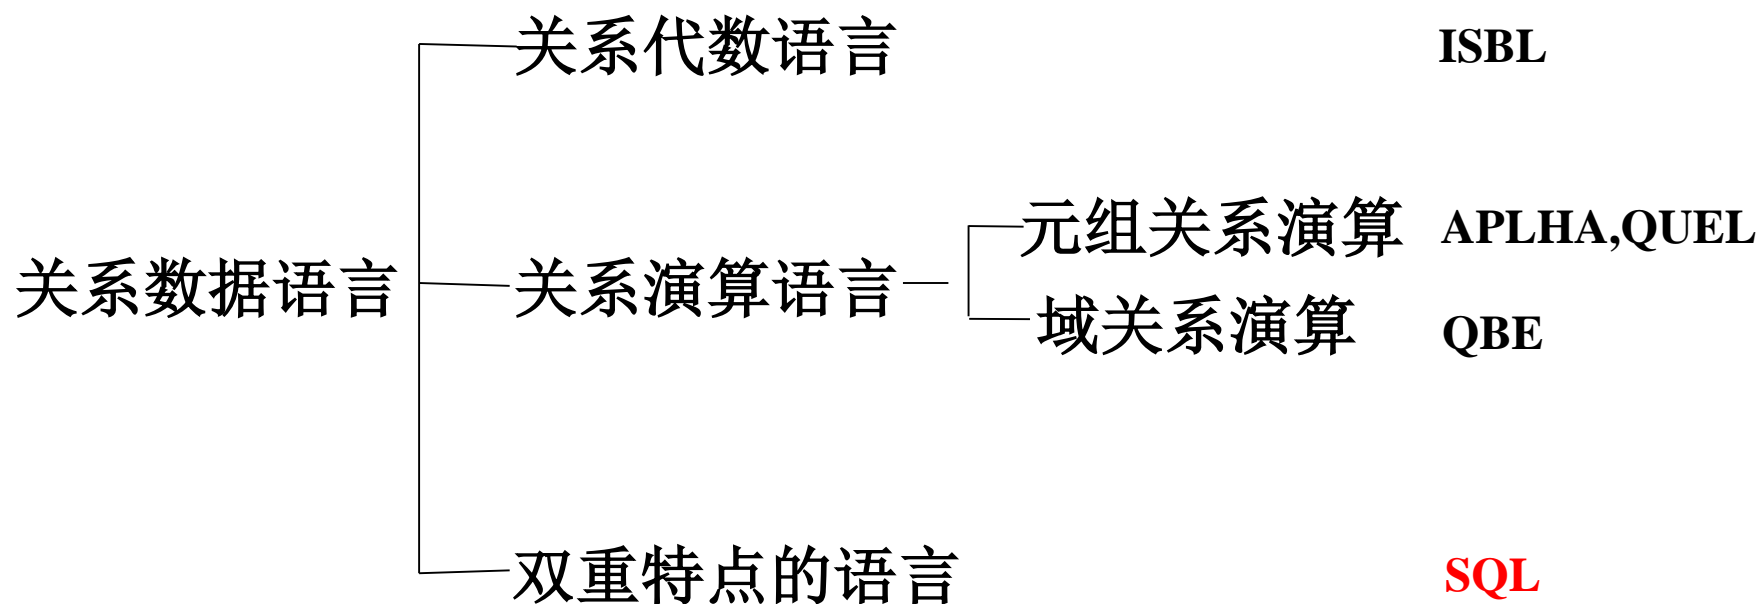 关系代数语言 ISBL
元组关系演算 APLHA,QUEL
关系数据语言 关系演算语言
域关系演算 QBE
双重特点的语言 SQL